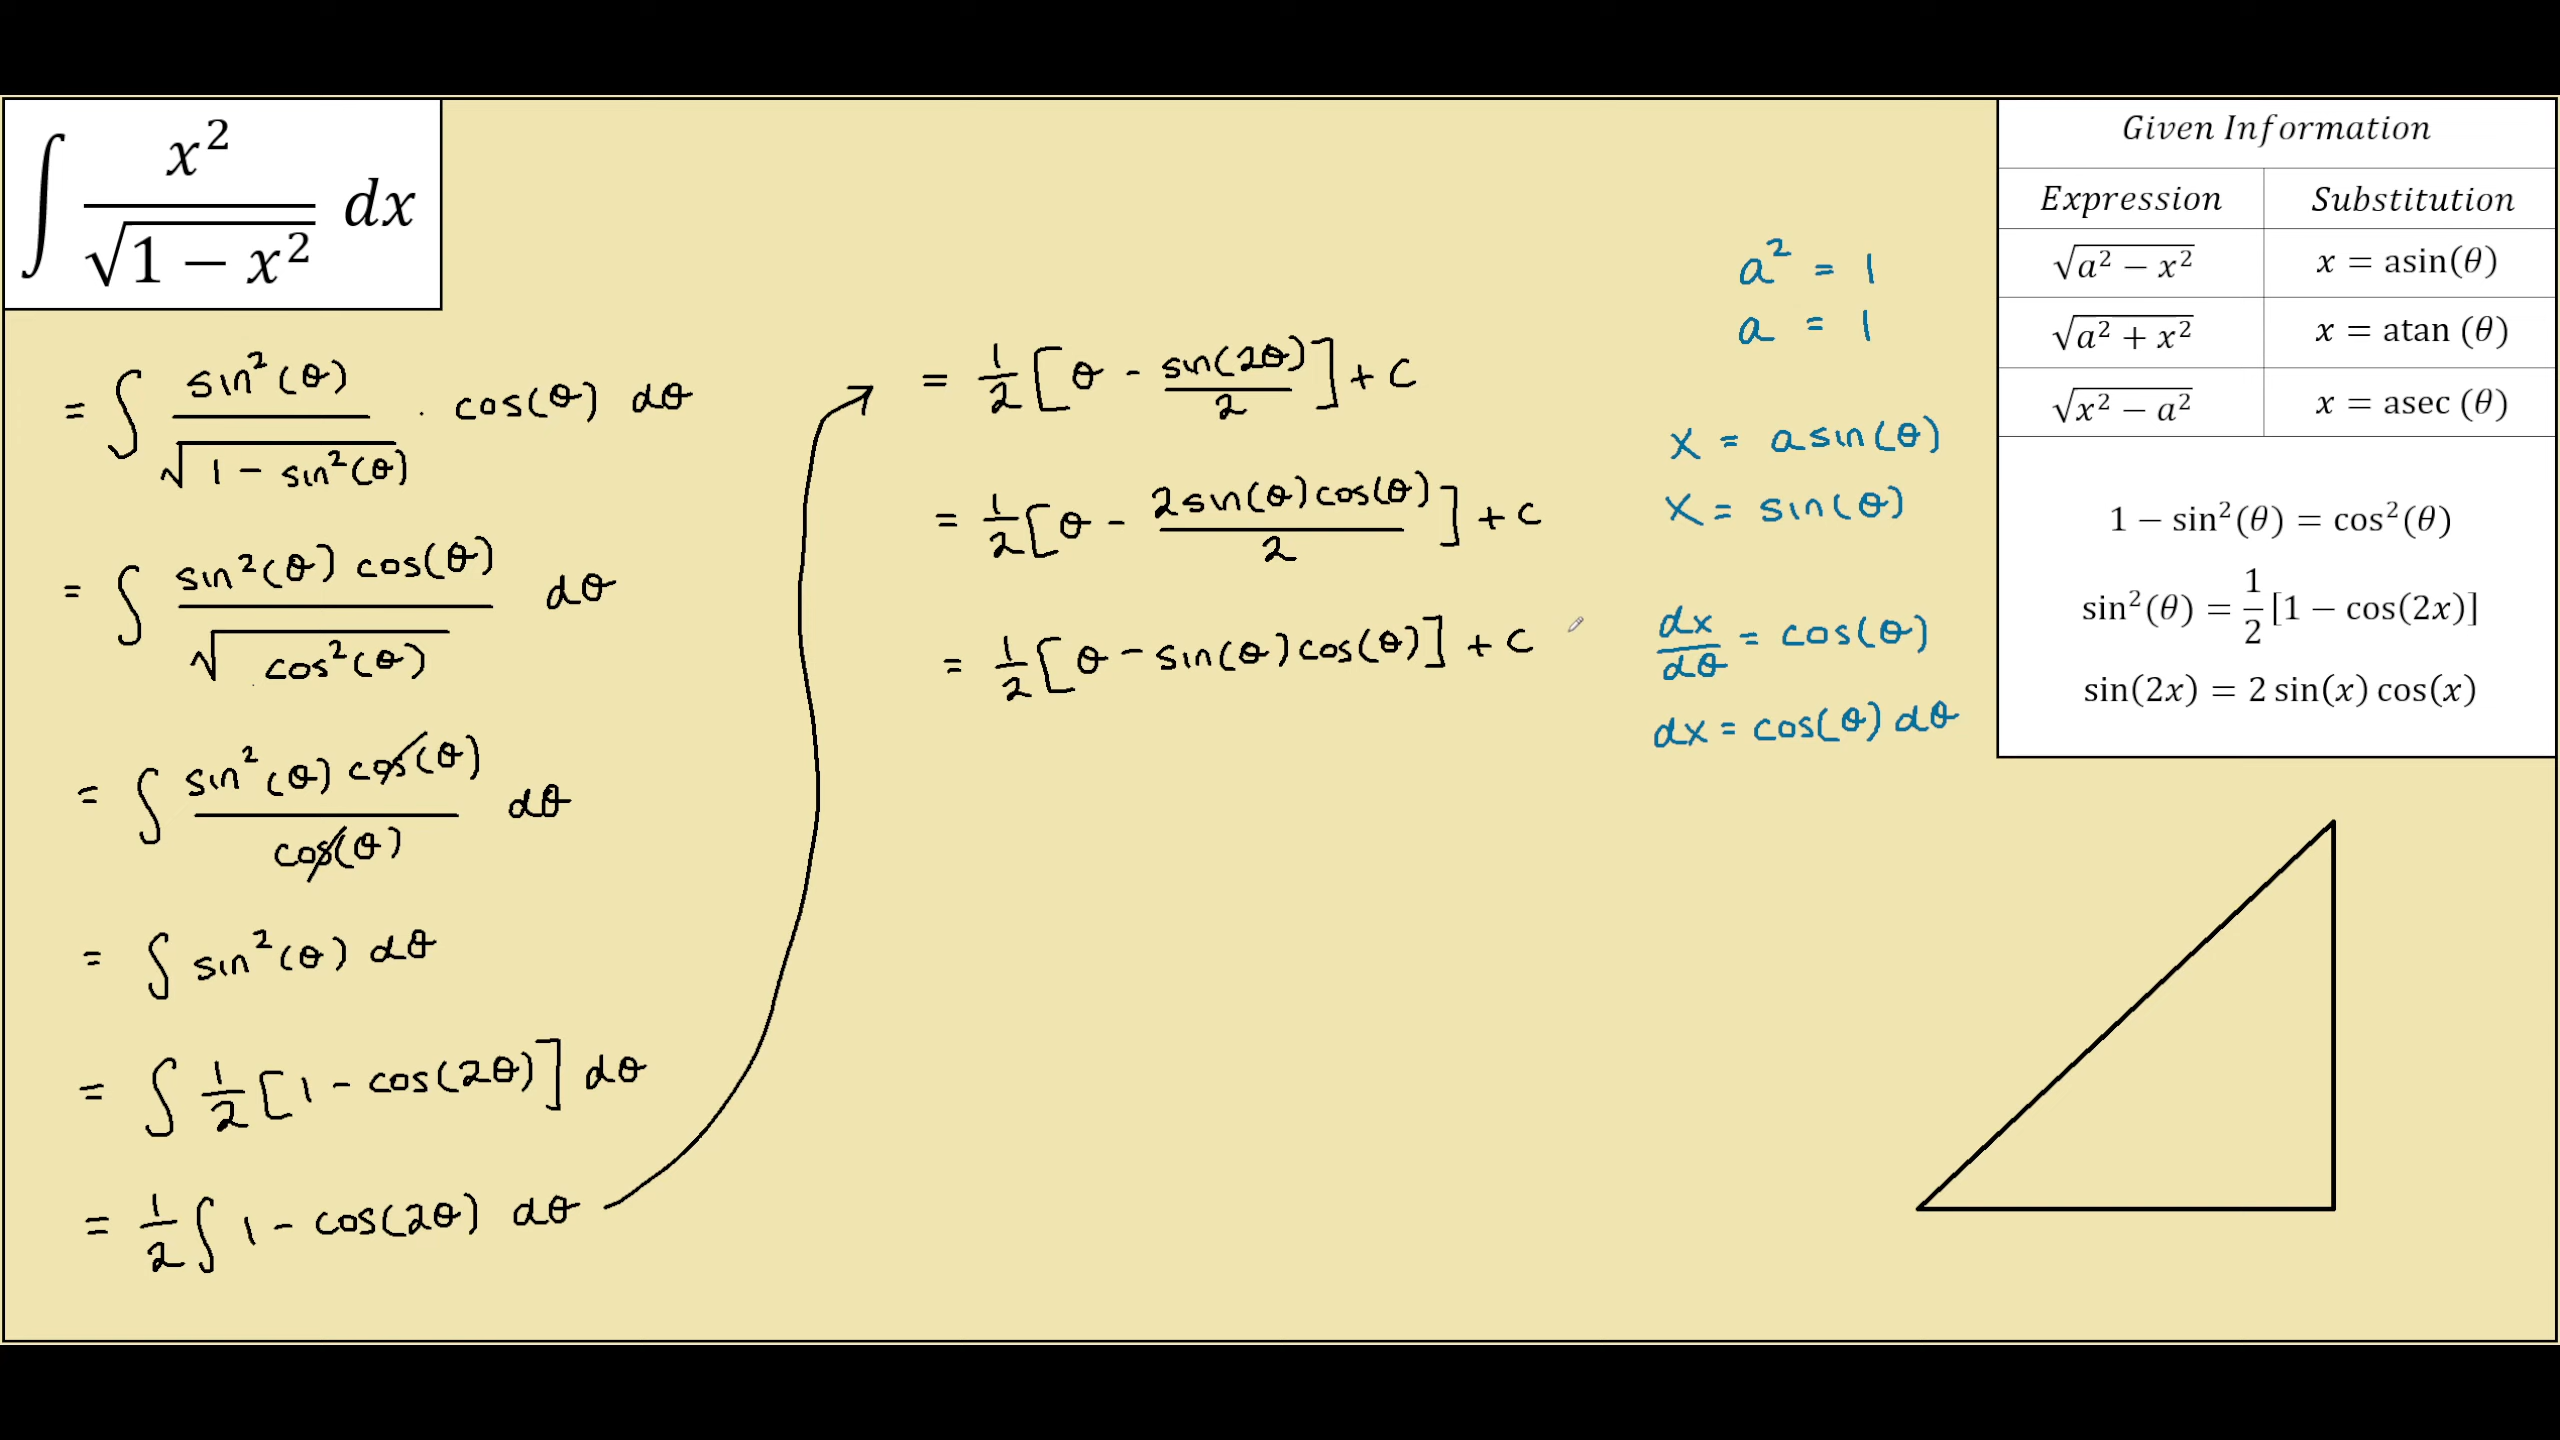 ∫ x² / √(1 − x²) dx
= ∫ sin²(θ) / √(1 − sin²(θ)) · cos(θ) dθ
= ∫ sin²(θ) cos(θ) / √(cos²(θ)) dθ
= ∫ sin²(θ) cos(θ) / cos(θ) dθ
= ∫ sin²(θ) dθ
= ∫ 1/2 [1 − cos(2θ)] dθ
= 1/2 ∫ 1 − cos(2θ) dθ
= 1/2 [θ − sin(2θ)/2] + C
= 1/2 [θ − 2sin(θ)cos(θ)/2] + C
= 1/2 [θ − sin(θ)cos(θ)] + C
a² = 1
a = 1
x = asin(θ)
x = sin(θ)
dx/dθ = cos(θ)
dx = cos(θ) dθ
Given Information
Expression Substitution
√(a² − x²) x = asin(θ)
√(a² + x²) x = atan (θ)
√(x² − a²) x = asec (θ)
1 − sin²(θ) = cos²(θ)
sin²(θ) = 1/2 [1 − cos(2x)]
sin(2x) = 2 sin(x) cos(x)